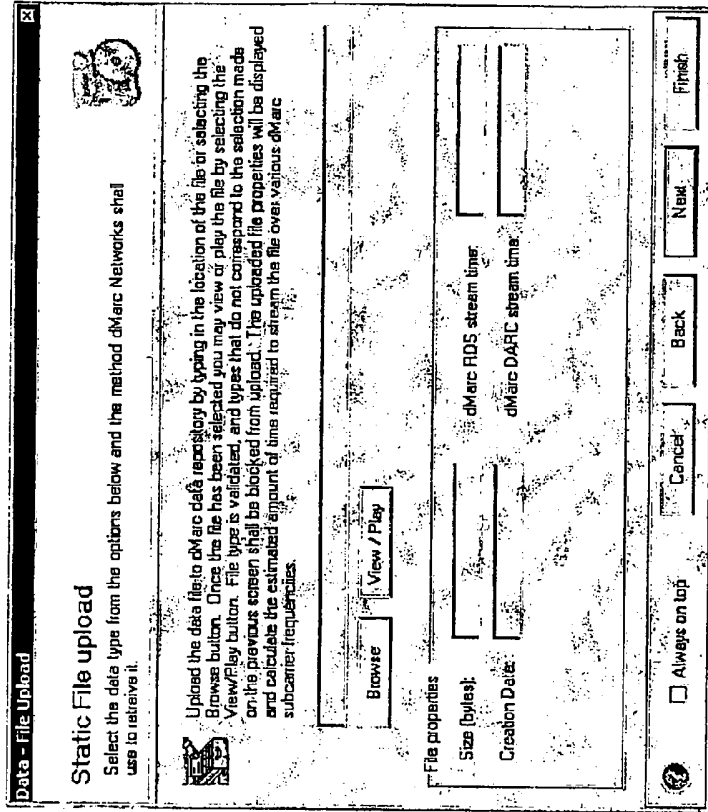 Data - File Upload
Static File upload
Select the data type from the options below and the method dMarc Networks shall
use to retreive it.
Upload the data file to dMarc data repository by typing in the location of the file or selecting the
Browse button. Once the file has been selected you may view or play the file by selecting the
View/Play button. File type is validated, and types that do not correspond to the selection made
on the previous screen shall be blocked from upload. The uploaded file properties will be displayed
and calculate the estimated amount of time required to stream the file over various dMarc
subcarrier frequencies.
Browse
View / Play
File properties
Size (bytes):
dMarc RDS stream time:
Creation Date:
dMarc DARC stream time:
Always on top
Cancel
Back
Next
Finish